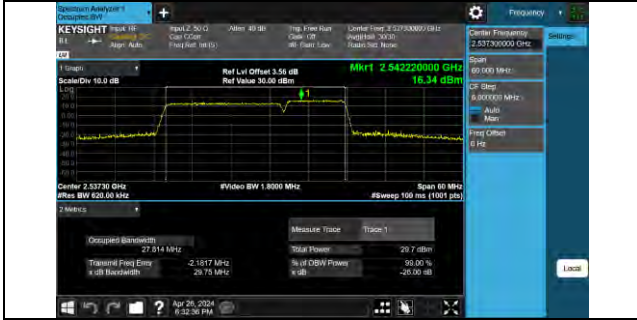 Spectrum Analyzer 1
Occupied BW
KEYSIGHT Input: RF
Input Z: 50 Ω
Atten: 40 dB
Trig: Free Run
Center Freq: 2.537300000 GHz
Corr CCorr
Gate: Off
Avg|Hold: 30/30
Align: Auto
Freq Ref: Int (S)
#IF Gain: Low
Radio Std: None
1 Graph
Scale/Div 10.0 dB
Log
Ref Lvl Offset 3.56 dB
Ref Value 30.00 dBm
Mkr1 2.542220000 GHz
16.34 dBm
1
Center 2.53730 GHz
#Res BW 620.00 kHz
#Video BW 1.8000 MHz
Span 60 MHz
#Sweep 100 ms (1001 pts)
2 Metrics
Measure Trace
Trace 1
Occupied Bandwidth
27.814 MHz
Total Power
29.7 dBm
Transmit Freq Error
-2.1817 MHz
% of OBW Power
99.00 %
x dB Bandwidth
29.75 MHz
x dB
-26.00 dB
Apr 26, 2024
6:32:36 PM
Frequency
Settings
Center Frequency
2.537300000 GHz
Span
60.000 MHz
CF Step
6.000000 MHz
Auto
Man
Freq Offset
0 Hz
Local